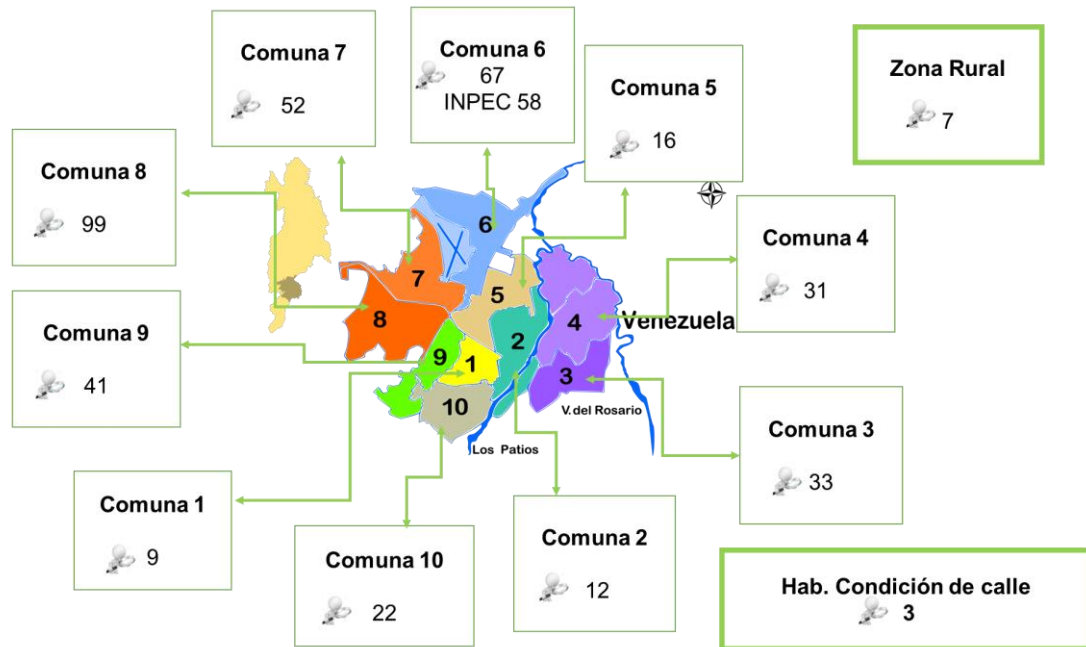 Comuna 7
52
Comuna 6
67
INPEC 58
Comuna 5
16
Zona Rural
7
Comuna 8
99
Comuna 4
31
Comuna 9
41
6
7
5
8
4
Venezuela
2
9
1
3
10
V. del Rosario
Los Patios
Comuna 3
33
Comuna 1
9
Comuna 10
22
Comuna 2
12
Hab. Condición de calle
3